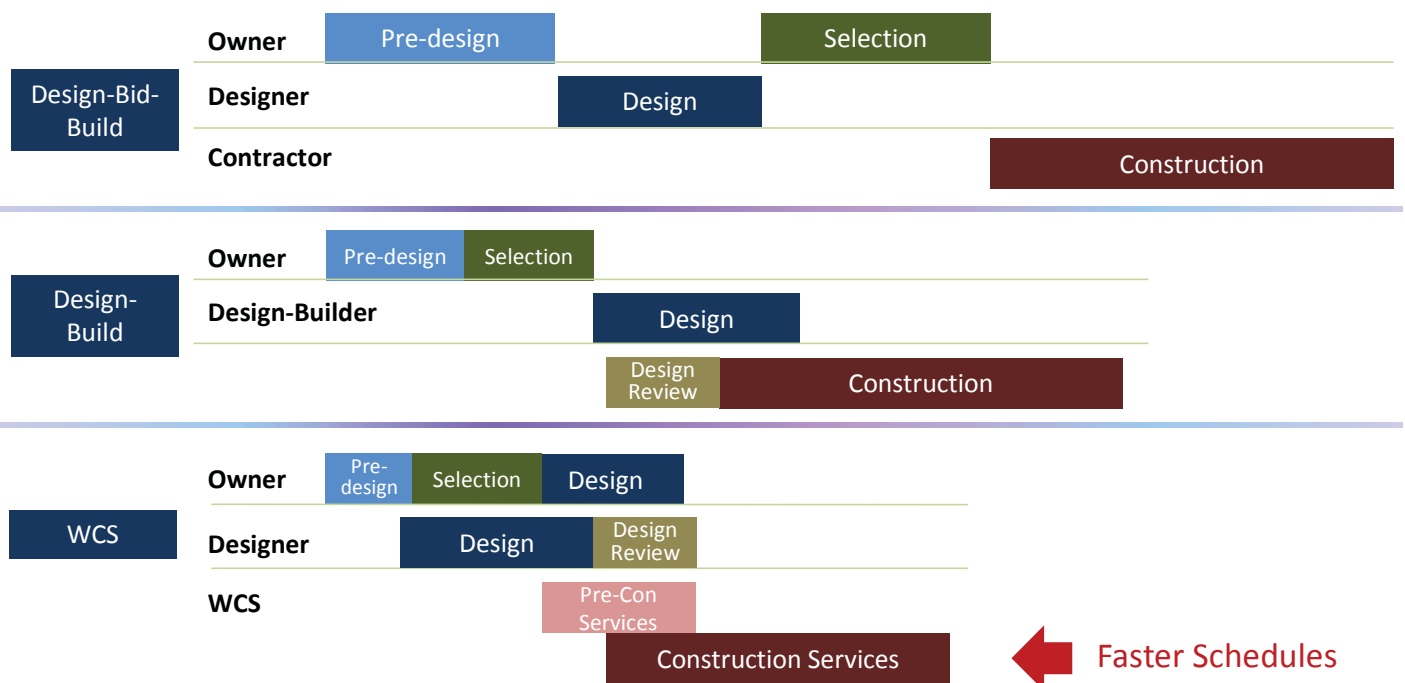 Owner
Pre-design
Selection
Design-Bid-
Build
Designer
Design
Contractor
Construction
Owner
Pre-design
Selection
Design-
Build
Design-Builder
Design
Design
Review
Construction
Owner
Pre-
design
Selection
Design
WCS
Designer
Design
Design
Review
WCS
Pre-Con
Services
Construction Services
Faster Schedules